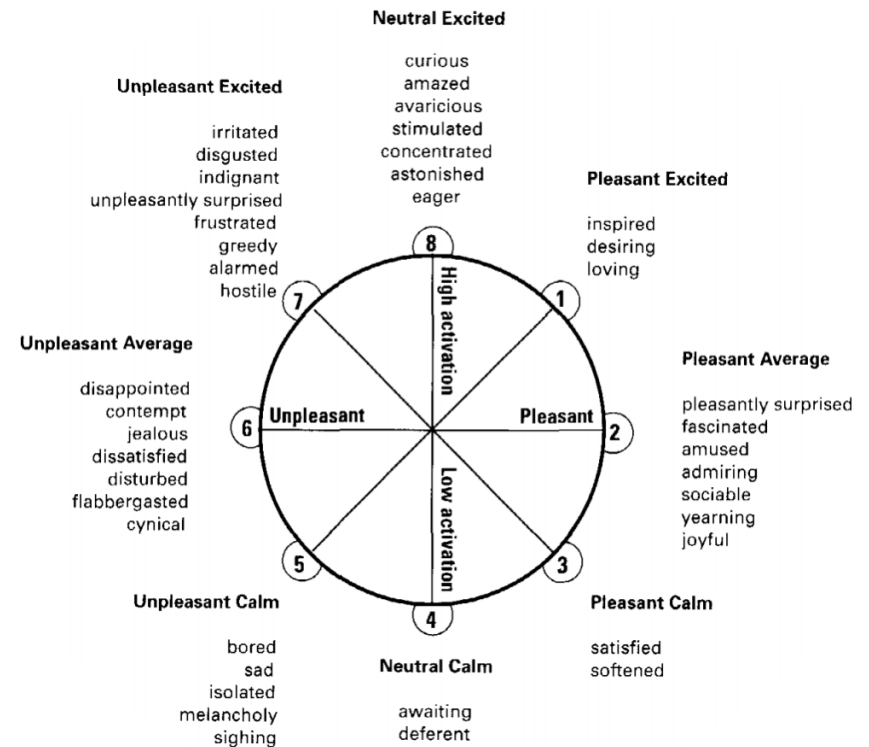 Neutral Excited
curious
amazed
avaricious
stimulated
concentrated
astonished
eager
Unpleasant Excited
irritated
disgusted
indignant
unpleasantly surprised
frustrated
greedy
alarmed
hostile
Pleasant Excited
inspired
desiring
loving
8
7
1
High activation
Unpleasant Average
disappointed
contempt
jealous
dissatisfied
disturbed
flabbergasted
cynical
6
Unpleasant
Pleasant
2
Pleasant Average
pleasantly surprised
fascinated
amused
admiring
sociable
yearning
joyful
Low activation
5
3
4
Unpleasant Calm
bored
sad
isolated
melancholy
sighing
Neutral Calm
awaiting
deferent
Pleasant Calm
satisfied
softened